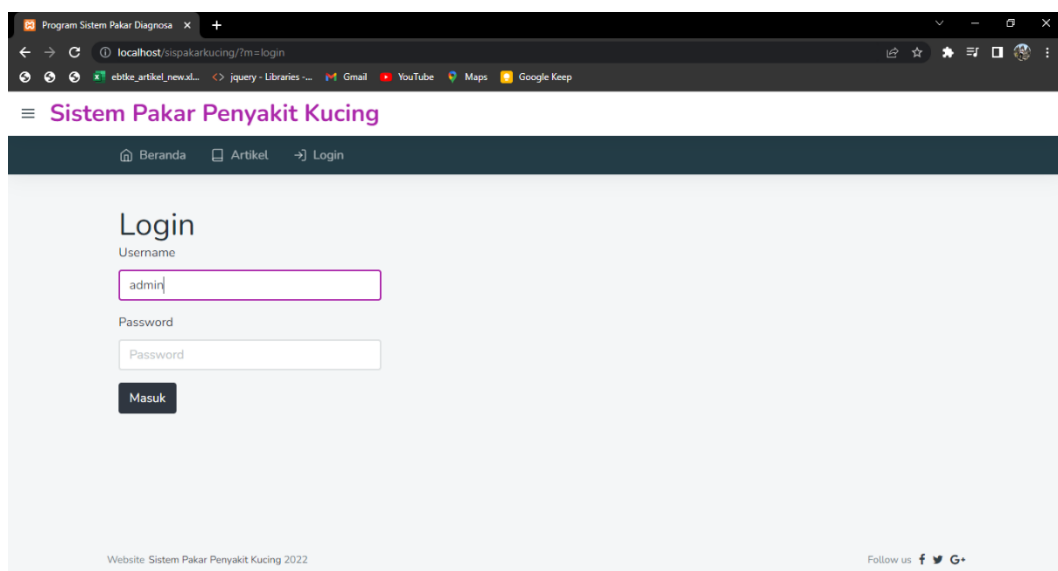 Program Sistem Pakar Diagnosa
localhost/sispakarkucing/?m=login
ebtke_artikel_new.xl... jquery - Libraries -... Gmail YouTube Maps Google Keep
Sistem Pakar Penyakit Kucing
Beranda Artikel Login
Login
Username
admin
Password
Password
Masuk
Website Sistem Pakar Penyakit Kucing 2022
Follow us